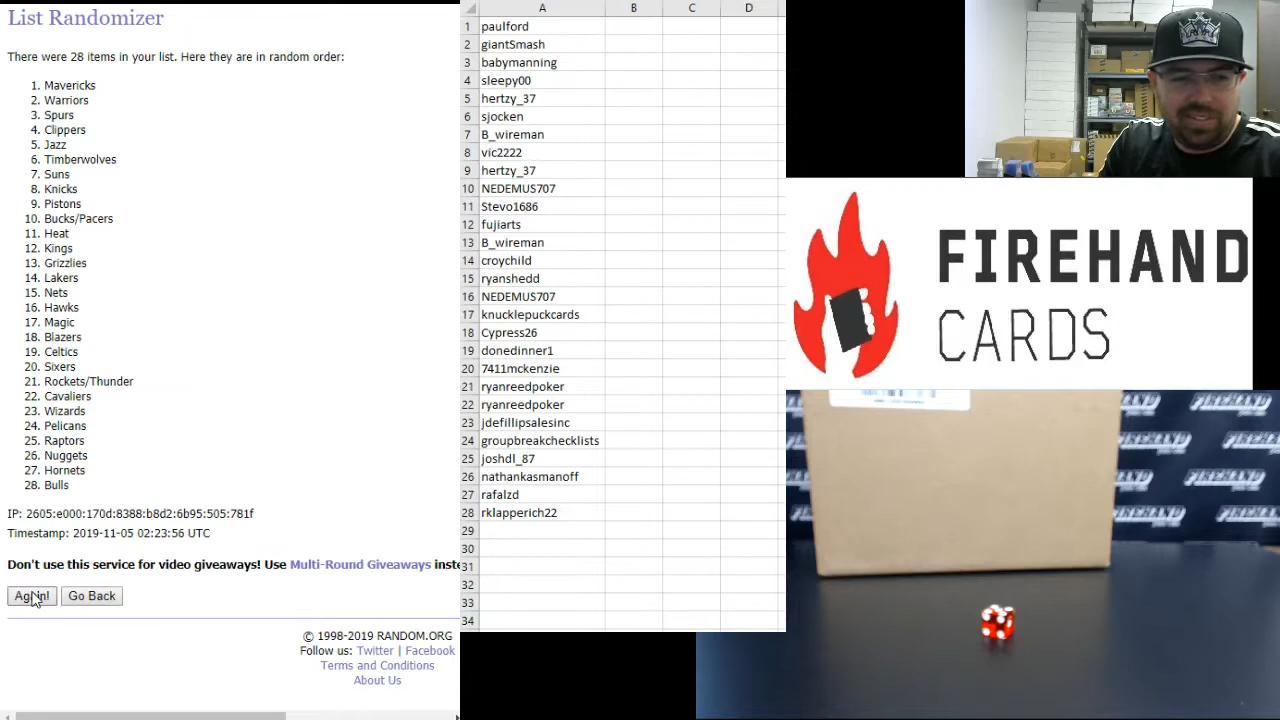 List Randomizer
There were 28 items in your list. Here they are in random order:
1. Mavericks
2. Warriors
3. Spurs
4. Clippers
5. Jazz
6. Timberwolves
7. Suns
8. Knicks
9. Pistons
10. Bucks/Pacers
11. Heat
12. Kings
13. Grizzlies
14. Lakers
15. Nets
16. Hawks
17. Magic
18. Blazers
19. Celtics
20. Sixers
21. Rockets/Thunder
22. Cavaliers
23. Wizards
24. Pelicans
25. Raptors
26. Nuggets
27. Hornets
28. Bulls
IP: 2605:e000:170d:8388:b8d2:6b95:505:781f
Timestamp: 2019-11-05 02:23:56 UTC
Don't use this service for video giveaways! Use Multi-Round Giveaways inste
Again! Go Back
© 1998-2019 RANDOM.ORG
Follow us: Twitter | Facebook
Terms and Conditions
About Us
A B C D
1 paulford
2 giantSmash
3 babymanning
4 sleepy00
5 hertzy_37
6 sjocken
7 B_wireman
8 vic2222
9 hertzy_37
10 NEDEMUS707
11 Stevo1686
12 fujiarts
13 B_wireman
14 croychild
15 ryanshedd
16 NEDEMUS707
17 knucklepuckcards
18 Cypress26
19 donedinner1
20 7411mckenzie
21 ryanreedpoker
22 ryanreedpoker
23 jdefillipsalesinc
24 groupbreakchecklists
25 joshdl_87
26 nathankasmanoff
27 rafalzd
28 rklapperich22
29
30
31
32
33
34
FIREHAND
CARDS